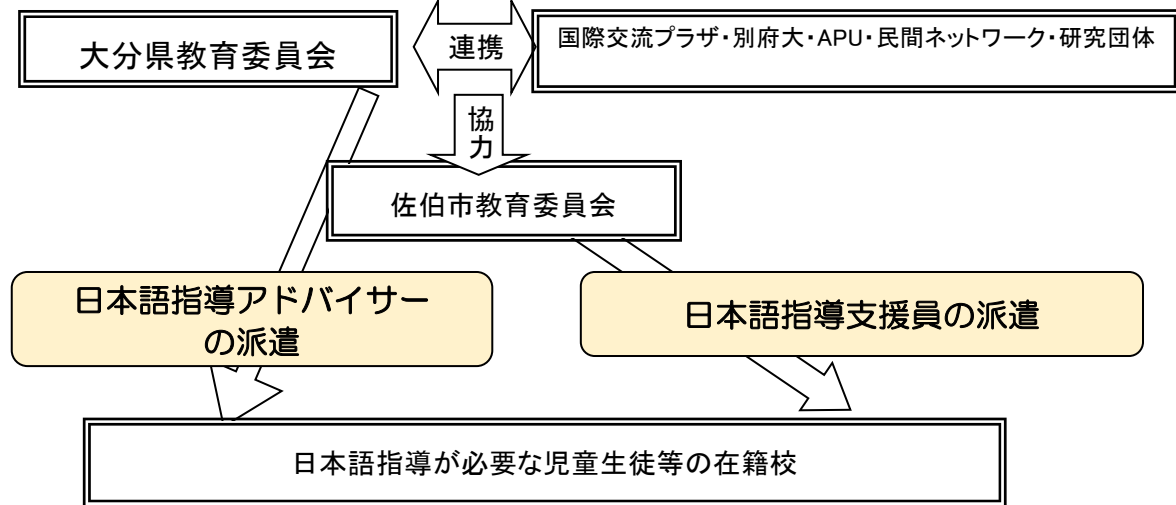 大分県教育委員会
連携
国際交流プラザ・別府大・APU・民間ネットワーク・研究団体
協
力
佐伯市教育委員会
日本語指導アドバイザー
の派遣
日本語指導支援員の派遣
日本語指導が必要な児童生徒等の在籍校